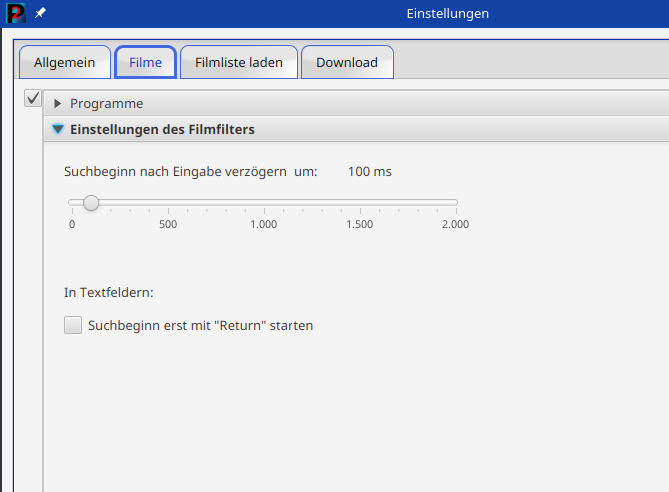 Einstellungen
Allgemein Filme Filmliste laden Download
Programme
Einstellungen des Filmfilters
Suchbeginn nach Eingabe verzögern um: 100 ms
0 500 1.000 1.500 2.000
In Textfeldern:
Suchbeginn erst mit "Return" starten